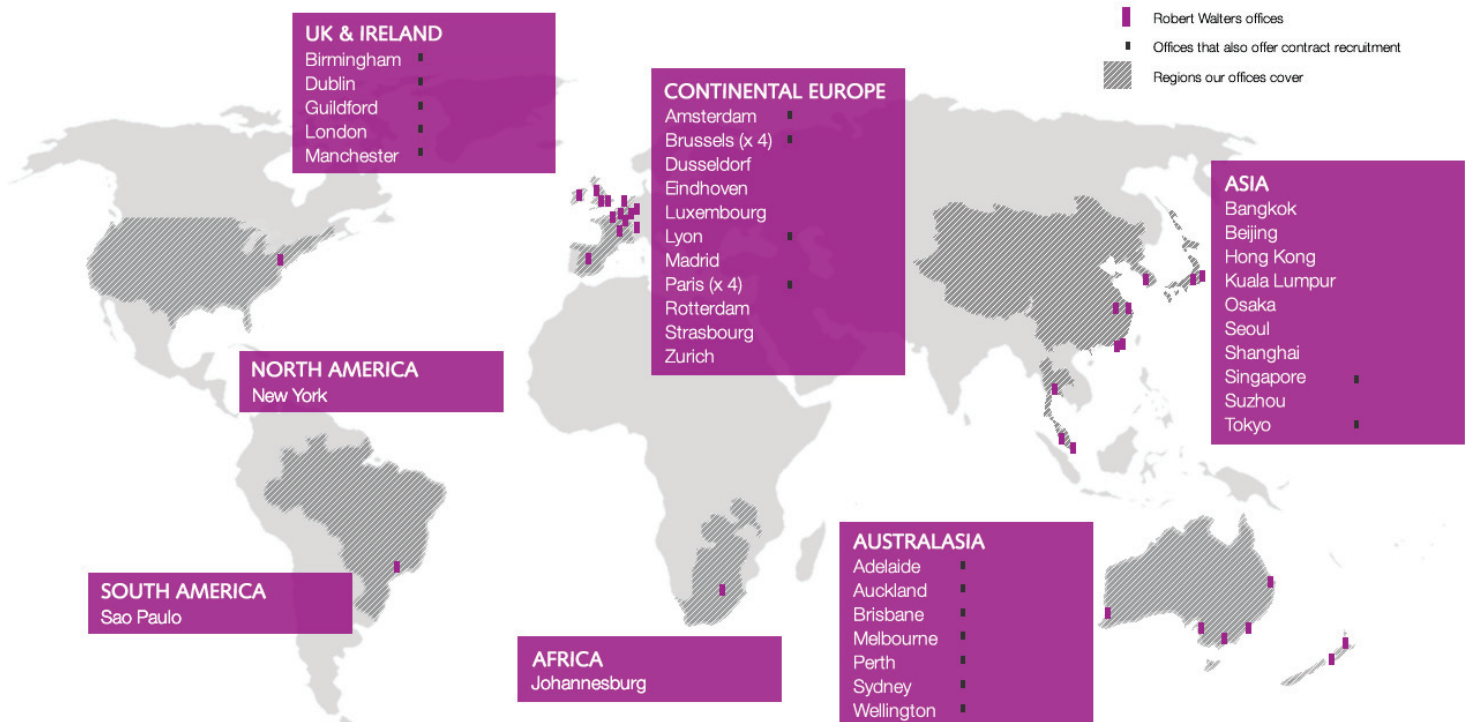 Robert Walters offices
Offices that also offer contract recruitment
Regions our offices cover
UK & IRELAND
Birmingham
Dublin
Guildford
London
Manchester
CONTINENTAL EUROPE
Amsterdam
Brussels (x 4)
Dusseldorf
Eindhoven
Luxembourg
Lyon
Madrid
Paris (x 4)
Rotterdam
Strasbourg
Zurich
ASIA
Bangkok
Beijing
Hong Kong
Kuala Lumpur
Osaka
Seoul
Shanghai
Singapore
Suzhou
Tokyo
NORTH AMERICA
New York
SOUTH AMERICA
Sao Paulo
AFRICA
Johannesburg
AUSTRALASIA
Adelaide
Auckland
Brisbane
Melbourne
Perth
Sydney
Wellington